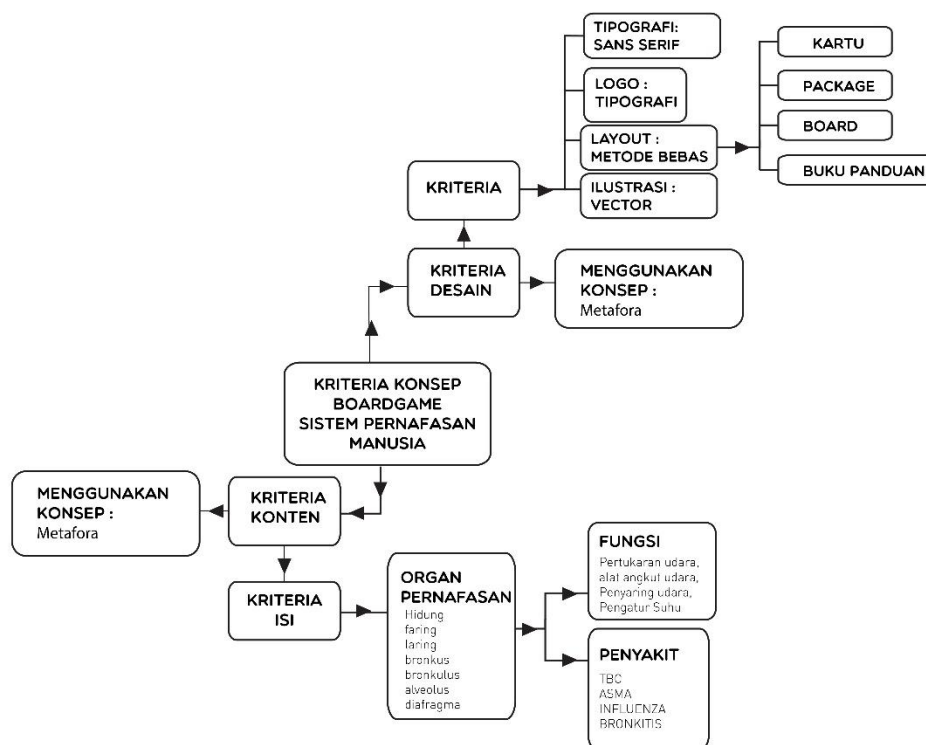 TIPOGRAFI:
SANS SERIF
LOGO :
TIPOGRAFI
LAYOUT :
METODE BEBAS
ILUSTRASI :
VECTOR
KARTU
PACKAGE
BOARD
BUKU PANDUAN
KRITERIA
KRITERIA
DESAIN
MENGGUNAKAN
KONSEP :
Metafora
KRITERIA KONSEP
BOARDGAME
SISTEM PERNAFASAN
MANUSIA
MENGGUNAKAN
KONSEP :
Metafora
KRITERIA
KONTEN
KRITERIA
ISI
ORGAN
PERNAFASAN
Hidung
faring
laring
bronkus
bronkulus
alveolus
diafragma
FUNGSI
Pertukaran udara,
alat angkut udara,
Penyaring udara,
Pengatur Suhu
PENYAKIT
TBC
ASMA
INFLUENZA
BRONKITIS